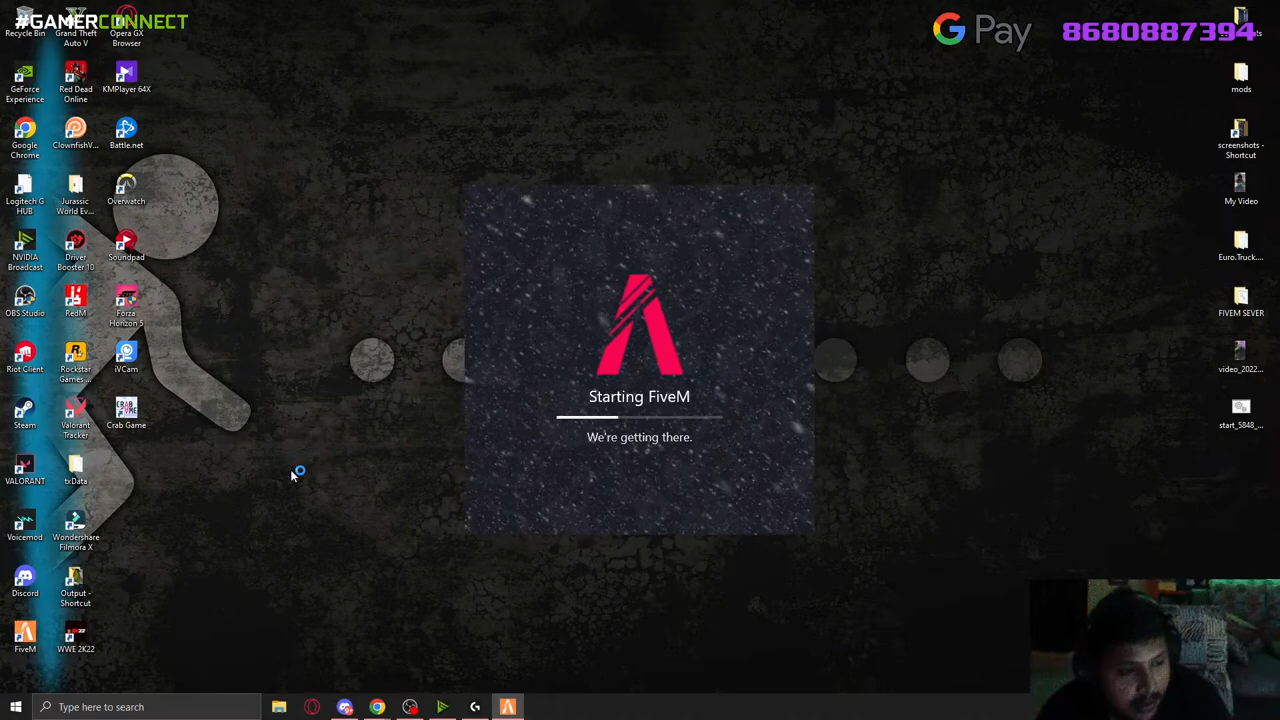 #GAMERCONNECT
G Pay
8680887394
Recycle Bin
Grand Theft
Auto V
Opera GX
Browser
GeForce
Experience
Red Dead
Online
KMPlayer 64X
Google
Chrome
ClownfishV...
Battle.net
Logitech G
HUB
Jurassic
World Ev...
Overwatch
NVIDIA
Broadcast
Driver
Booster 10
Soundpad
OBS Studio
RedM
Forza
Horizon 5
Riot Client
Rockstar
Games ...
iVCam
Steam
Valorant
Tracker
Crab Game
VALORANT
txData
Voicemod
Wondershare
Filmora X
Discord
Output -
Shortcut
FiveM
WWE 2K22
Starting FiveM
We're getting there.
mods
screenshots -
Shortcut
My Video
Euro.Truck....
FIVEM SEVER
video_2022...
start_5848_...
Type here to search